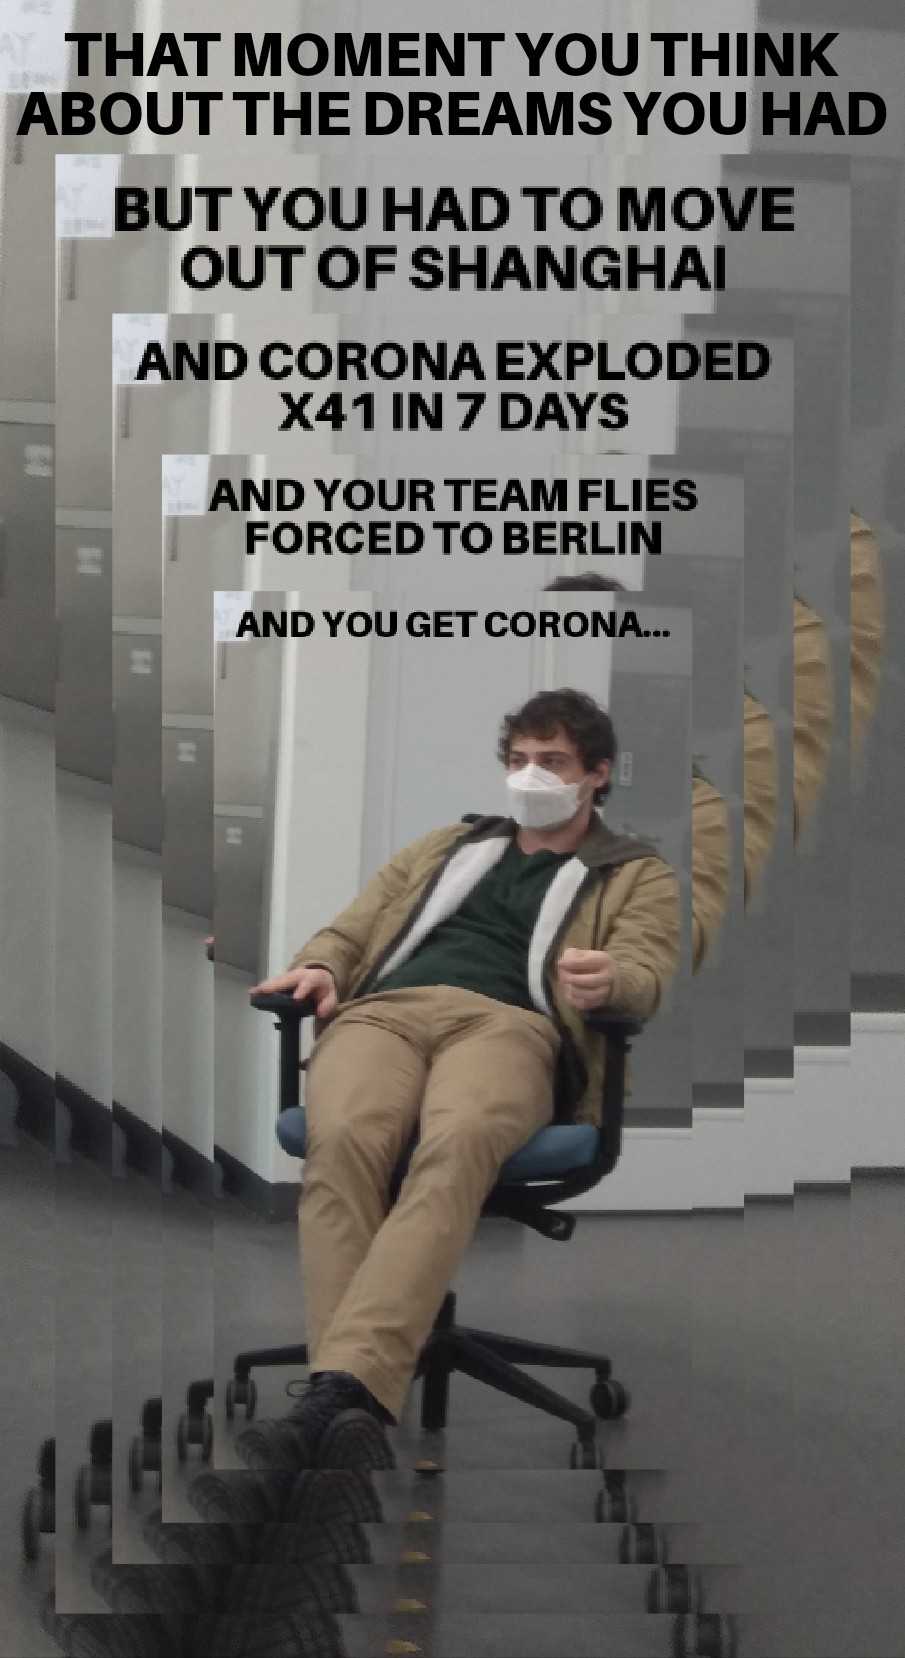 THAT MOMENT YOU THINK
ABOUT THE DREAMS YOU HAD
BUT YOU HAD TO MOVE
OUT OF SHANGHAI
AND CORONA EXPLODED
X41 IN 7 DAYS
AND YOUR TEAM FLIES
FORCED TO BERLIN
AND YOU GET CORONA...